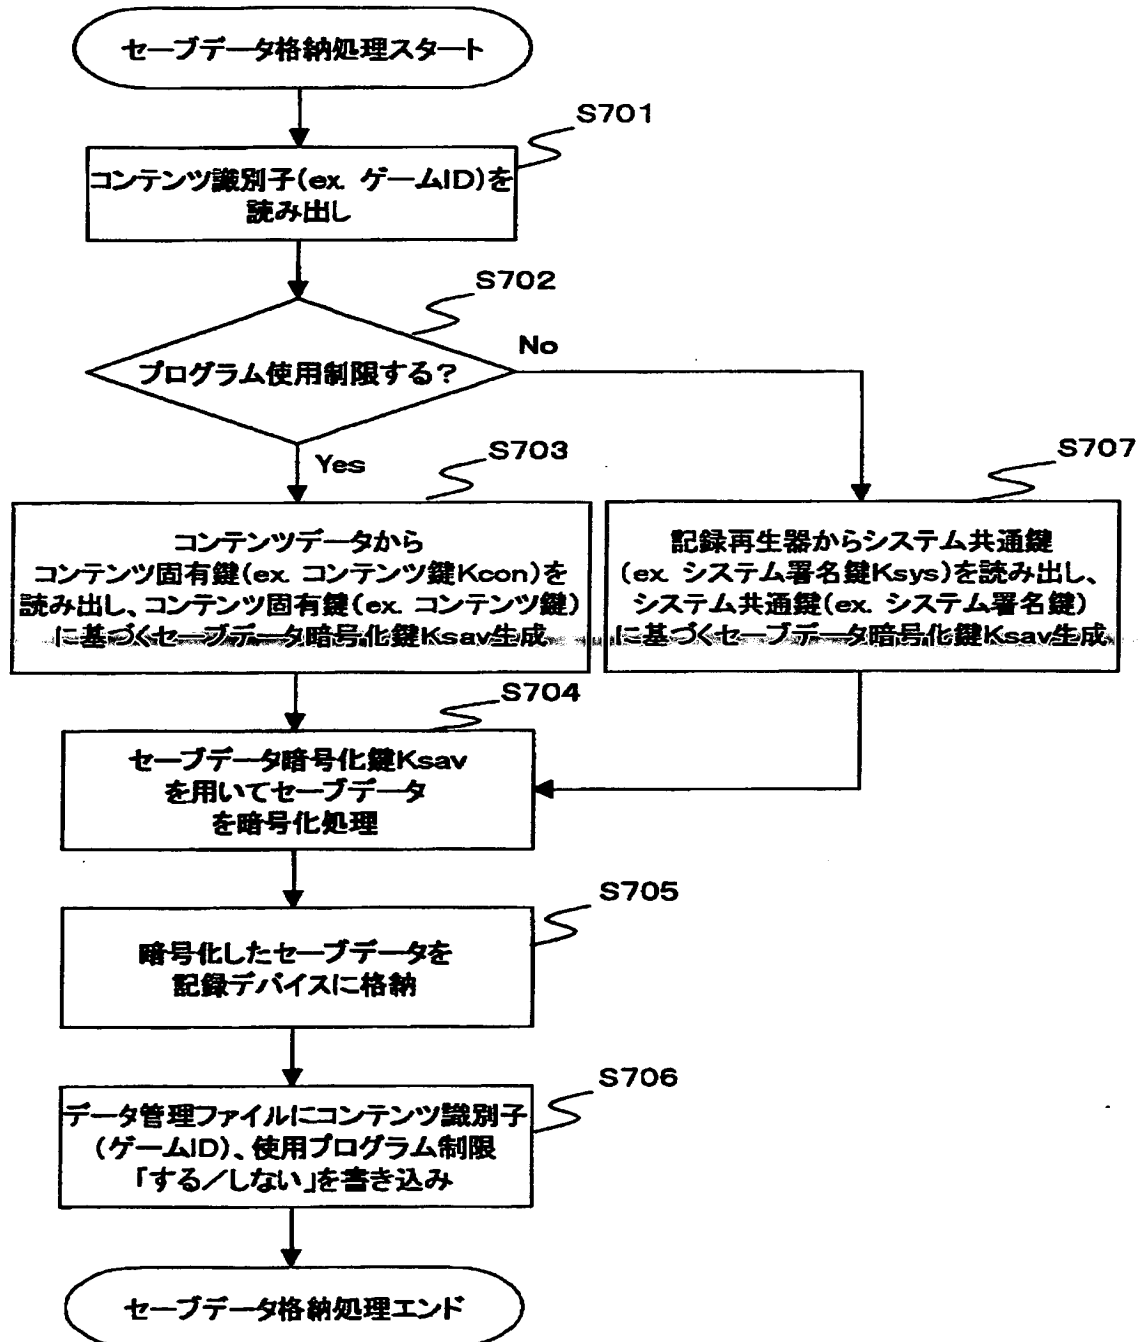 セーブデータ格納処理スタート
S701
コンテンツ識別子(ex. ゲームID)を
読み出し
S702
プログラム使用制限する？
No
Yes
S703
コンテンツデータから
コンテンツ固有鍵(ex. コンテンツ鍵Kcon)を
読み出し、コンテンツ固有鍵(ex. コンテンツ鍵)
に基づくセーブデータ暗号化鍵Ksav生成
S707
記録再生器からシステム共通鍵
(ex. システム署名鍵Ksys)を読み出し、
システム共通鍵(ex. システム署名鍵)
に基づくセーブデータ暗号化鍵Ksav生成
S704
セーブデータ暗号化鍵Ksav
を用いてセーブデータ
を暗号化処理
S705
暗号化したセーブデータを
記録デバイスに格納
S706
データ管理ファイルにコンテンツ識別子
(ゲームID)、使用プログラム制限
「する／しない」を書き込み
セーブデータ格納処理エンド